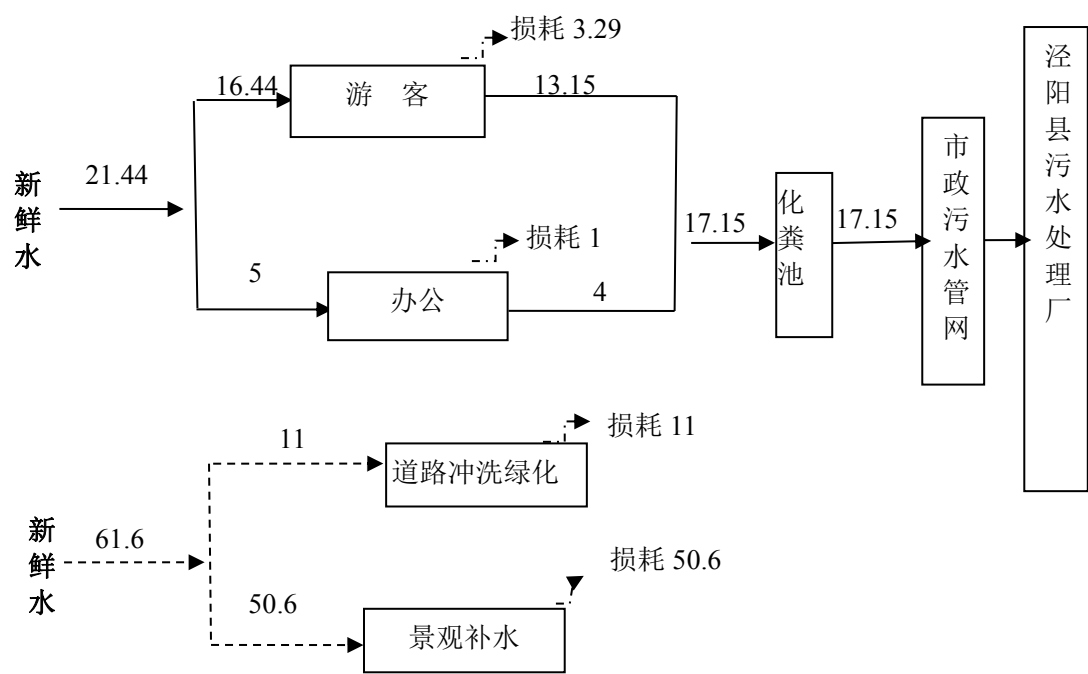 损耗 3.29
16.44
游 客
13.15
新鲜水
21.44
损耗 1
5
办公
4
17.15
化粪池
17.15
市政污水管网
泾阳县污水处理厂
11
损耗 11
道路冲洗绿化
新鲜水
61.6
50.6
损耗 50.6
景观补水